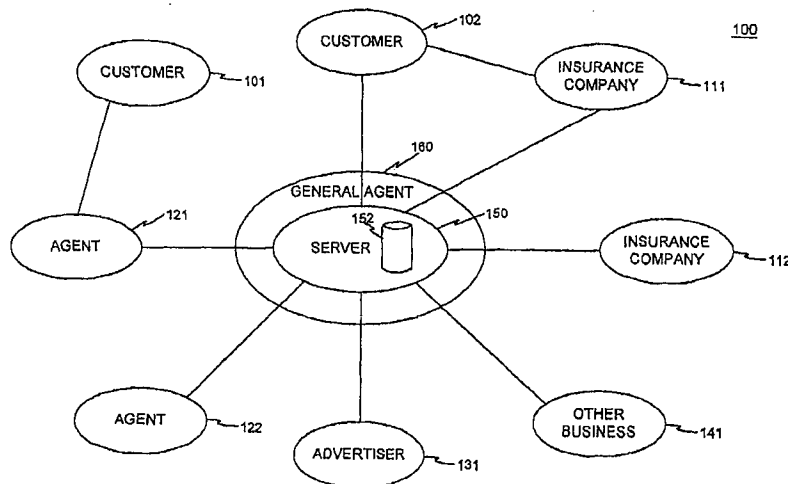 100
102
CUSTOMER
CUSTOMER
101
INSURANCE
COMPANY
111
160
GENERAL AGENT
152
150
SERVER
121
AGENT
INSURANCE
COMPANY
112
AGENT
122
ADVERTISER
131
OTHER
BUSINESS
141